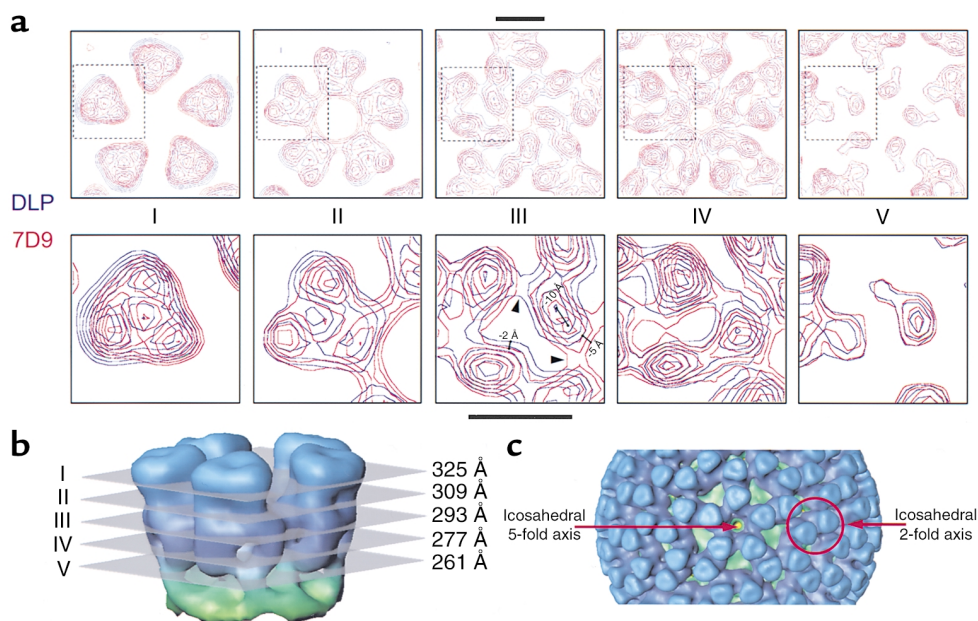 a
DLP
7D9
I II III IV V
-10 Å
-2 Å
-5 Å
b
I
II
III
IV
V
325 Å
309 Å
293 Å
277 Å
261 Å
c
Icosahedral
5-fold axis
Icosahedral
2-fold axis